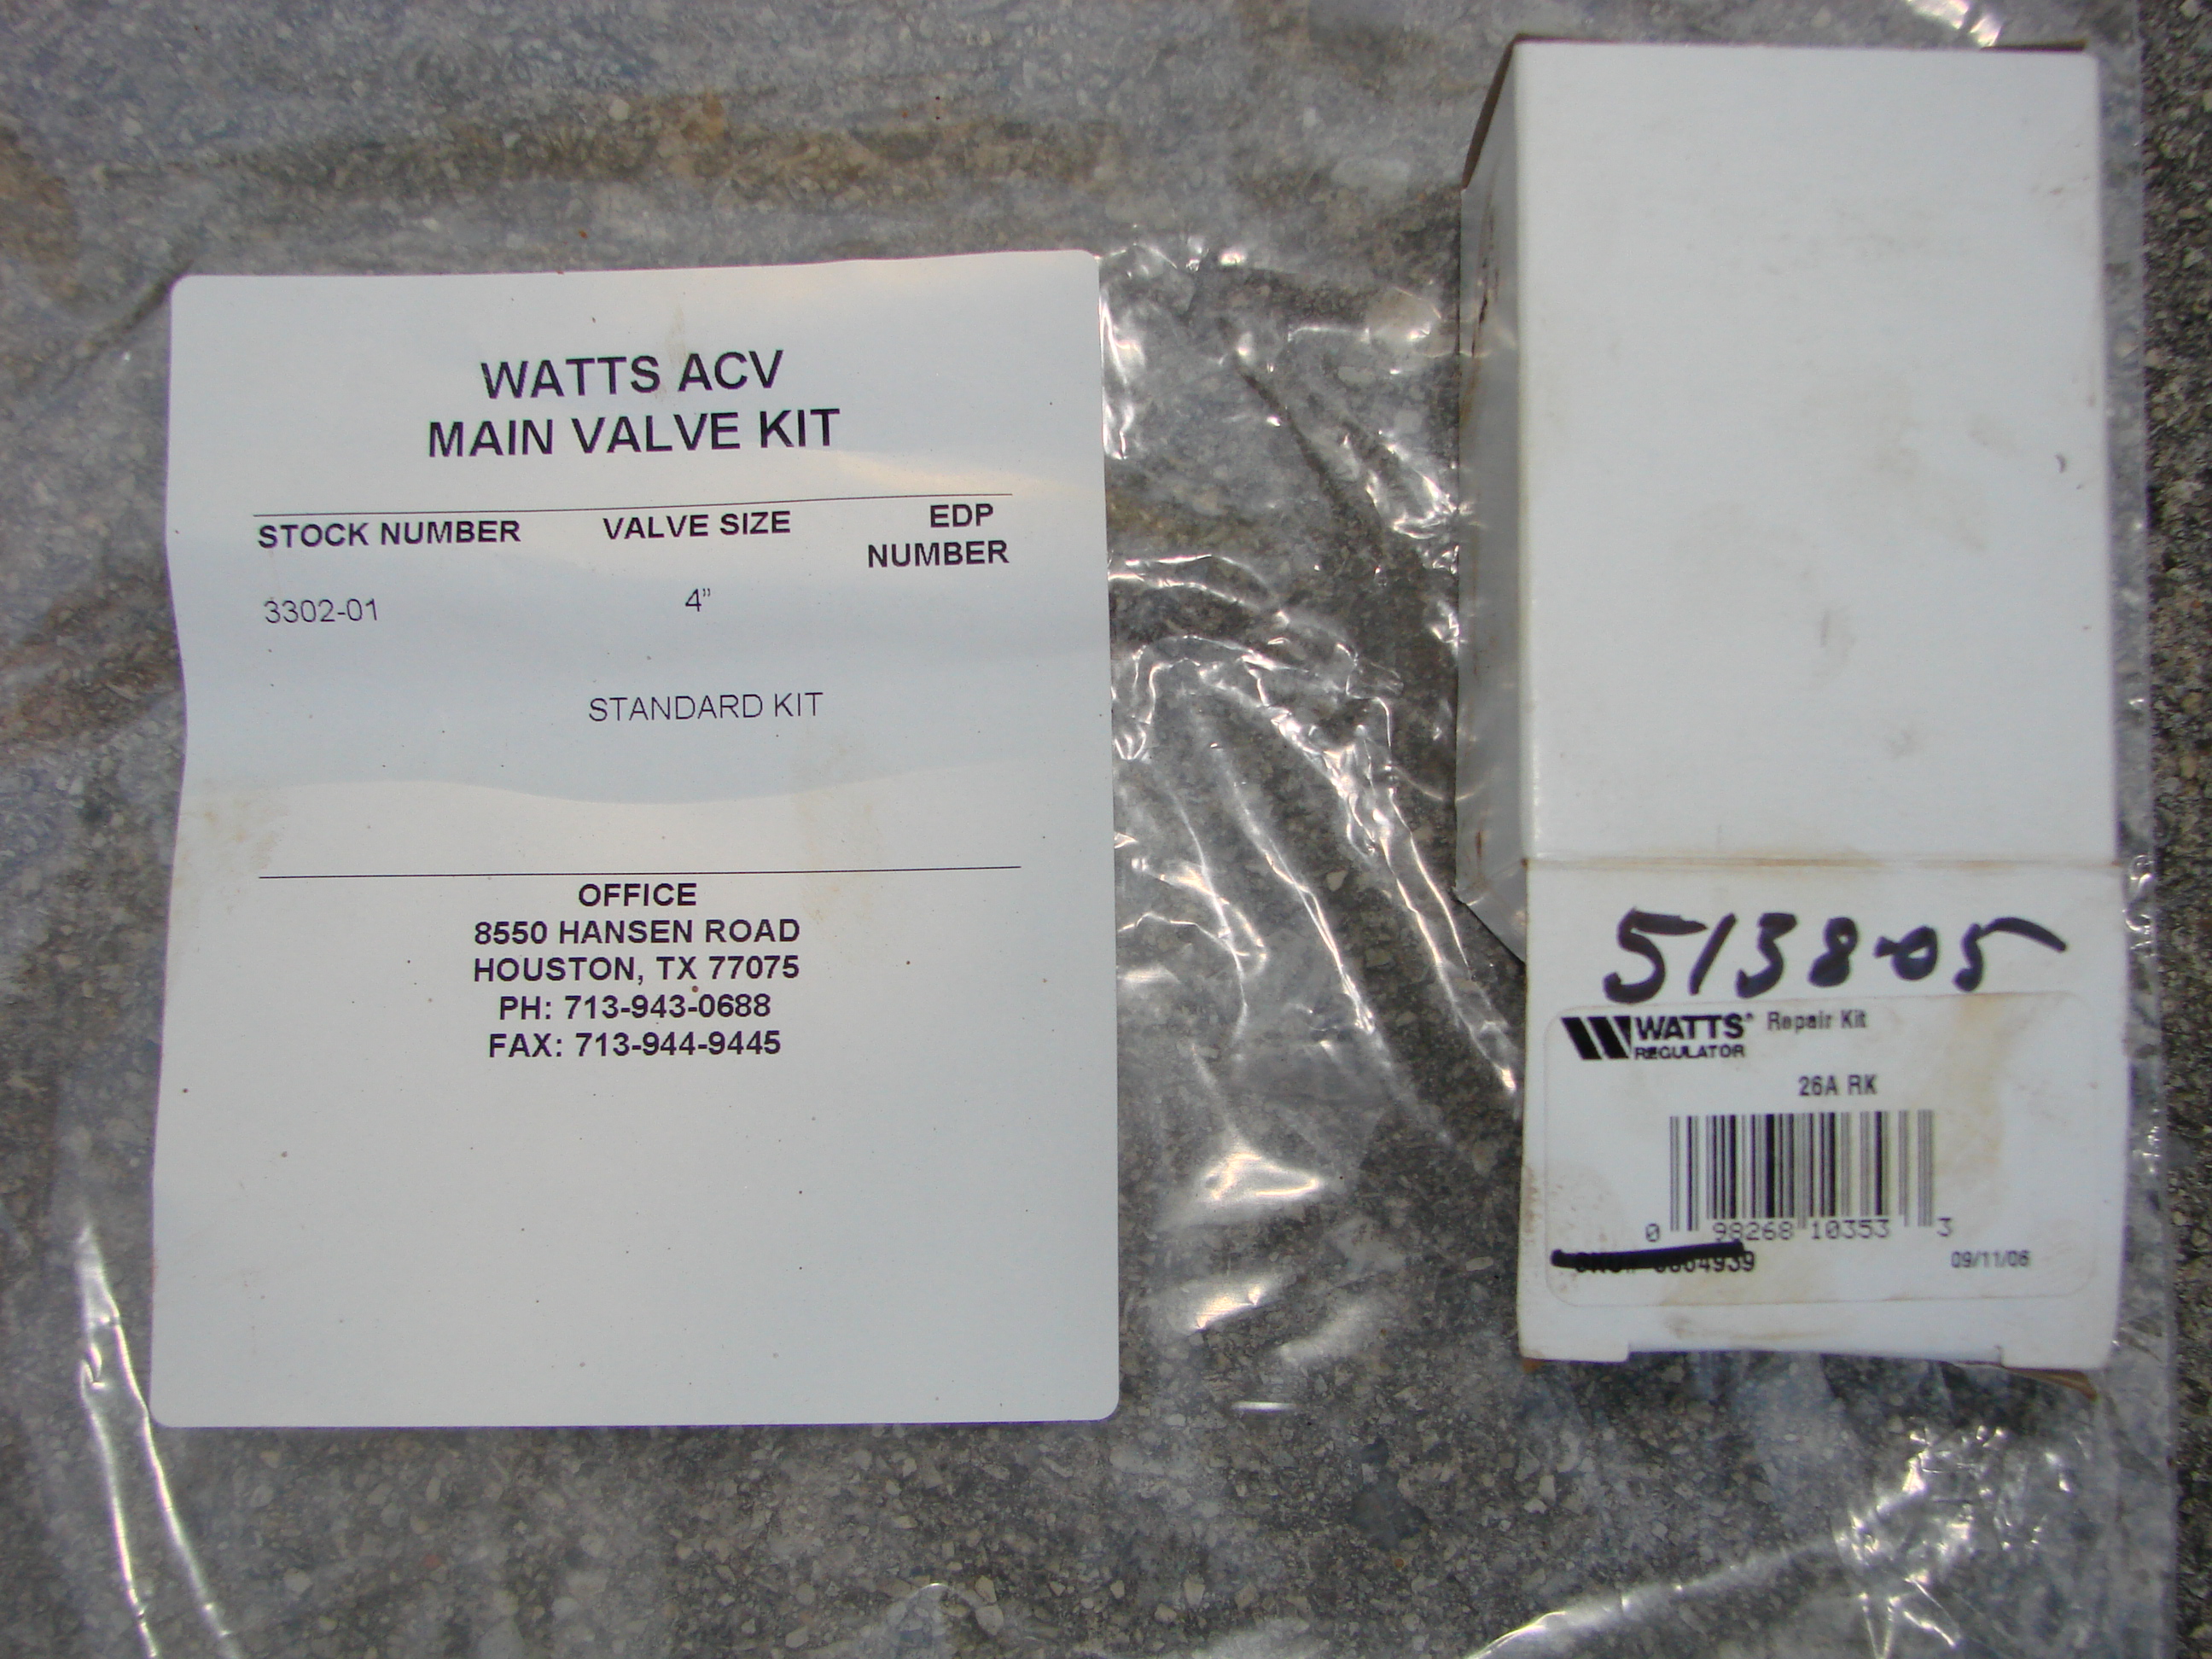 WATTS ACV
MAIN VALVE KIT
STOCK NUMBER VALVE SIZE EDP NUMBER
3302-01 4"
STANDARD KIT
OFFICE
8550 HANSEN ROAD
HOUSTON, TX 77075
PH: 713-943-0688
FAX: 713-944-9445
5138-05
WATTS® Repair Kit
REGULATOR
26A RK
0 98268 10353 3
09/11/06